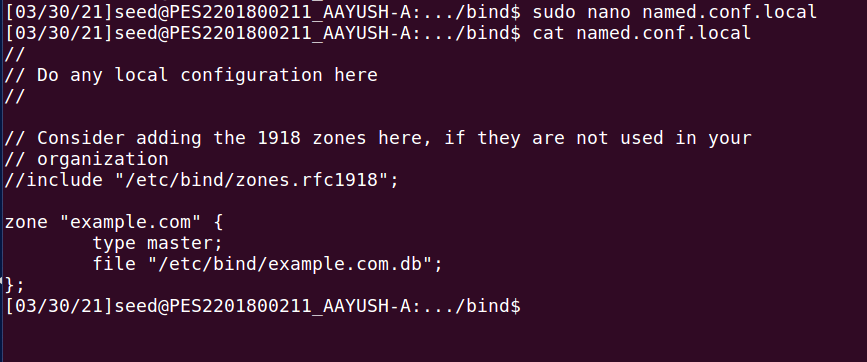 [03/30/21]seed@PES2201800211_AAYUSH-A:.../bind$ sudo nano named.conf.local
[03/30/21]seed@PES2201800211_AAYUSH-A:.../bind$ cat named.conf.local
//
// Do any local configuration here
//

// Consider adding the 1918 zones here, if they are not used in your
// organization
//include "/etc/bind/zones.rfc1918";

zone "example.com" {
        type master;
        file "/etc/bind/example.com.db";
};
[03/30/21]seed@PES2201800211_AAYUSH-A:.../bind$